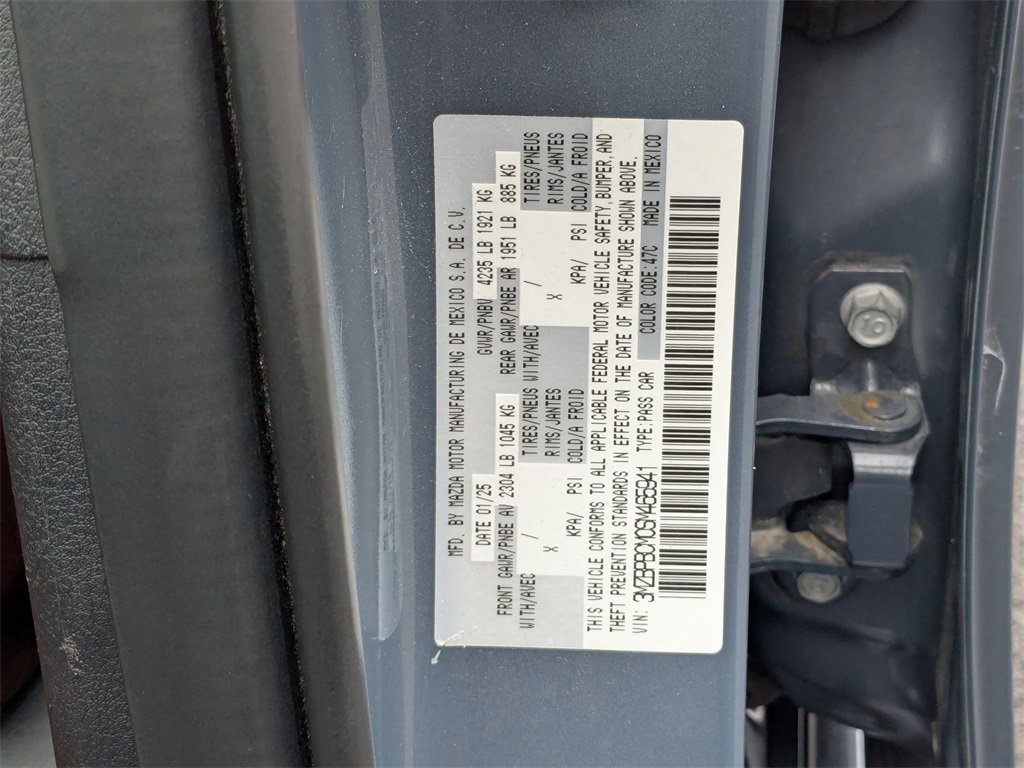 MFD. BY MAZDA MOTOR MANUFACTURING DE MEXICO S.A. DE C.V.
DATE 01/25 GVWR/PNBV 4235 LB 1921 KG
FRONT GAWR/PNBE AV 2304 LB 1045 KG REAR GAWR/PNBE AR 1951 LB 885 KG
WITH/AVEC / TIRES/PNEUS WITH/AVEC / TIRES/PNEUS
X RIMS/JANTES X RIMS/JANTES
KPA/ PSI COLD/A FROID KPA/ PSI COLD/A FROID
THIS VEHICLE CONFORMS TO ALL APPLICABLE FEDERAL MOTOR VEHICLE SAFETY, BUMPER, AND
THEFT PREVENTION STANDARDS IN EFFECT ON THE DATE OF MANUFACTURE SHOWN ABOVE.
VIN: 3MZBPBCM0SM465941 TYPE:PASS CAR COLOR CODE:47C MADE IN MEXICO
10